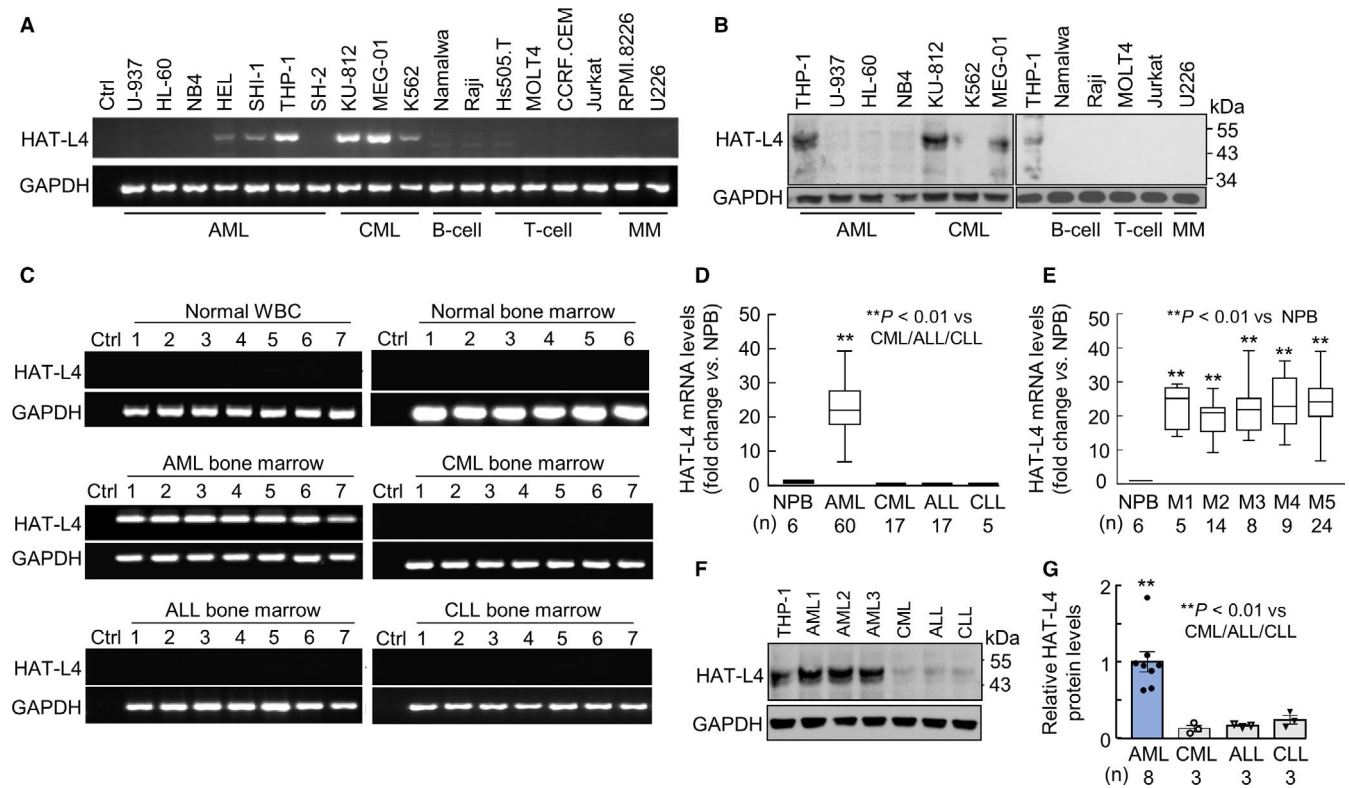 A
Ctrl U-937 HL-60 NB4 HEL SHI-1 THP-1 SH-2 KU-812 MEG-01 K562 Namalwa Raji Hs505.T MOLT4 CCRF.CEM Jurkat RPMI.8226 U226
HAT-L4
GAPDH
AML CML B-cell T-cell MM
B
THP-1 U-937 HL-60 NB4 KU-812 K562 MEG-01 THP-1 Namalwa Raji MOLT4 Jurkat U226
kDa
HAT-L4
55
43
34
GAPDH
AML CML B-cell T-cell MM
C
Normal WBC
Ctrl 1 2 3 4 5 6 7
HAT-L4
GAPDH
Normal bone marrow
Ctrl 1 2 3 4 5 6
AML bone marrow
Ctrl 1 2 3 4 5 6 7
HAT-L4
GAPDH
CML bone marrow
Ctrl 1 2 3 4 5 6 7
ALL bone marrow
Ctrl 1 2 3 4 5 6 7
HAT-L4
GAPDH
CLL bone marrow
Ctrl 1 2 3 4 5 6 7
D
HAT-L4 mRNA levels
(fold change vs. NPB)
50
40
30
20
10
0
**P < 0.01 vs
CML/ALL/CLL
**
NPB AML CML ALL CLL
(n) 6 60 17 17 5
E
HAT-L4 mRNA levels
(fold change vs. NPB)
50
40
30
20
10
0
**P < 0.01 vs NPB
** ** ** ** **
NPB M1 M2 M3 M4 M5
(n) 6 5 14 8 9 24
F
THP-1 AML1 AML2 AML3 CML ALL CLL
kDa
HAT-L4
55
43
GAPDH
G
Relative HAT-L4
protein levels
2
1
0
**
**P < 0.01 vs
CML/ALL/CLL
AML CML ALL CLL
(n) 8 3 3 3